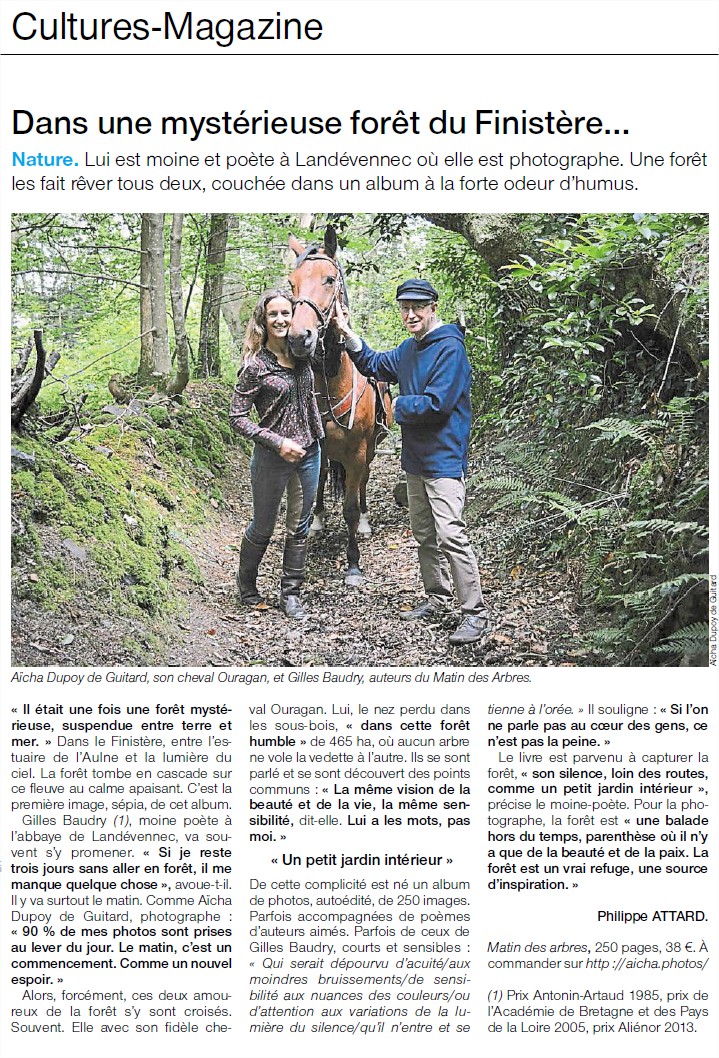 Cultures-Magazine
Dans une mystérieuse forêt du Finistère...
Nature. Lui est moine et poète à Landévennec où elle est photographe. Une forêt
les fait rêver tous deux, couchée dans un album à la forte odeur d'humus.
Aïcha Dupoy de Guitard
Aïcha Dupoy de Guitard, son cheval Ouragan, et Gilles Baudry, auteurs du Matin des Arbres.
« Il était une fois une forêt mysté-
rieuse, suspendue entre terre et
mer. » Dans le Finistère, entre l'es-
tuaire de l'Aulne et la lumière du
ciel. La forêt tombe en cascade sur
ce fleuve au calme apaisant. C'est la
première image, sépia, de cet album.
Gilles Baudry (1), moine poète à
l'abbaye de Landévennec, va sou-
vent s'y promener. « Si je reste
trois jours sans aller en forêt, il me
manque quelque chose », avoue-t-il.
Il y va surtout le matin. Comme Aïcha
Dupoy de Guitard, photographe :
« 90 % de mes photos sont prises
au lever du jour. Le matin, c'est un
commencement. Comme un nouvel
espoir. »
Alors, forcément, ces deux amou-
reux de la forêt s'y sont croisés.
Souvent. Elle avec son fidèle che-
val Ouragan. Lui, le nez perdu dans
les sous-bois, « dans cette forêt
humble » de 465 ha, où aucun arbre
ne vole la vedette à l'autre. Ils se sont
parlé et se sont découvert des points
communs : « La même vision de la
beauté et de la vie, la même sen-
sibilité, dit-elle. Lui a les mots, pas
moi. »
« Un petit jardin intérieur »
De cette complicité est né un album
de photos, autoédité, de 250 images.
Parfois accompagnées de poèmes
d'auteurs aimés. Parfois de ceux de
Gilles Baudry, courts et sensibles :
« Qui serait dépourvu d'acuité/aux
moindres bruissements/de sensi-
bilité aux nuances des couleurs/ou
d'attention aux variations de la lu-
mière du silence/qu'il n'entre et se
tienne à l'orée. » Il souligne : « Si l'on
ne parle pas au cœur des gens, ce
n'est pas la peine. »
Le livre est parvenu à capturer la
forêt, « son silence, loin des routes,
comme un petit jardin intérieur »,
précise le moine-poète. Pour la pho-
tographe, la forêt est « une balade
hors du temps, parenthèse où il n'y
a que de la beauté et de la paix. La
forêt est un vrai refuge, une source
d'inspiration. »
Philippe ATTARD.
Matin des arbres, 250 pages, 38 €. À
commander sur http ://aicha.photos/
(1) Prix Antonin-Artaud 1985, prix de
l'Académie de Bretagne et des Pays
de la Loire 2005, prix Aliénor 2013.